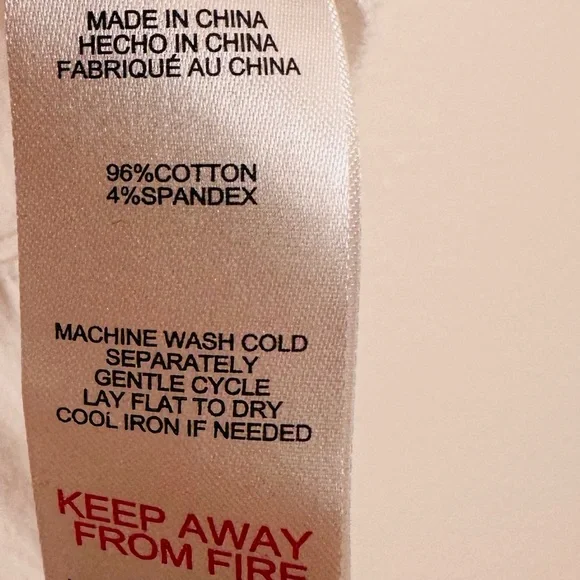 MADE IN CHINA
HECHO IN CHINA
FABRIQUÉ AU CHINA
96%COTTON
4%SPANDEX
MACHINE WASH COLD
SEPARATELY
GENTLE CYCLE
LAY FLAT TO DRY
COOL IRON IF NEEDED
KEEP AWAY
FROM FIRE